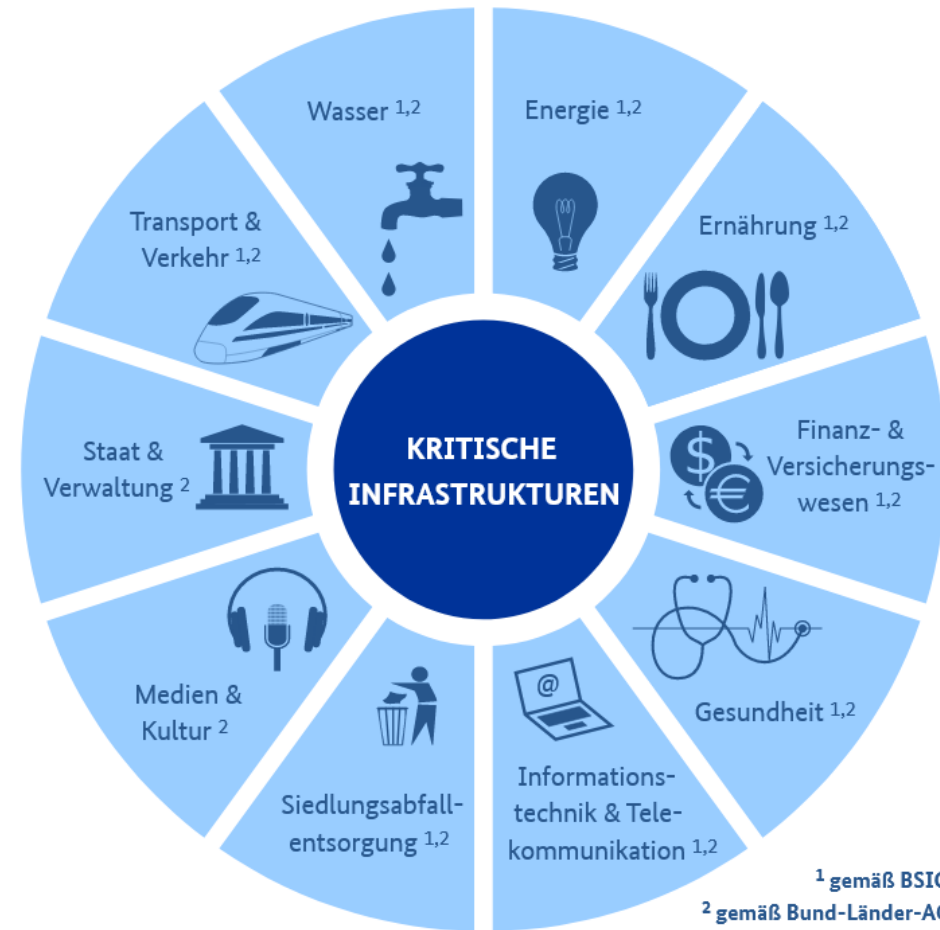 Wasser 1,2
Energie 1,2
Ernährung 1,2
Finanz- &
Versicherungs-
wesen 1,2
Gesundheit 1,2
Informations-
technik & Tele-
kommunikation 1,2
Siedlungsabfall-
entsorgung 1,2
Medien &
Kultur 2
Staat &
Verwaltung 2
Transport &
Verkehr 1,2
KRITISCHE
INFRASTRUKTUREN
$
€
@
1 gemäß BSIG
2 gemäß Bund-Länder-AG